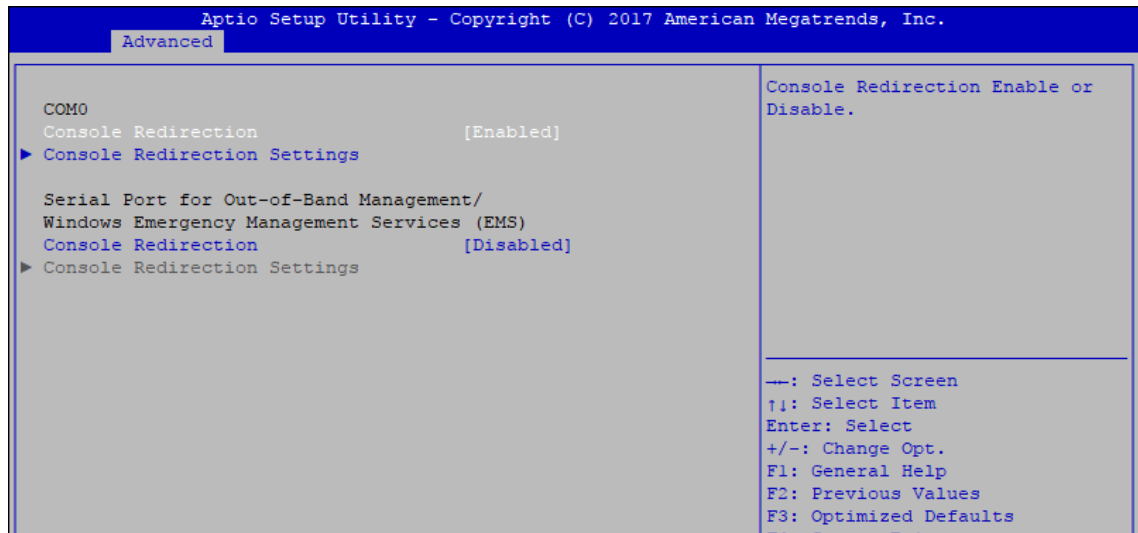 Aptio Setup Utility – Copyright (C) 2017 American Megatrends, Inc.
Advanced
COM0
Console Redirection [Enabled]
► Console Redirection Settings
Serial Port for Out-of-Band Management/
Windows Emergency Management Services (EMS)
Console Redirection [Disabled]
► Console Redirection Settings
Console Redirection Enable or
Disable.
→←: Select Screen
↑↓: Select Item
Enter: Select
+/-: Change Opt.
F1: General Help
F2: Previous Values
F3: Optimized Defaults